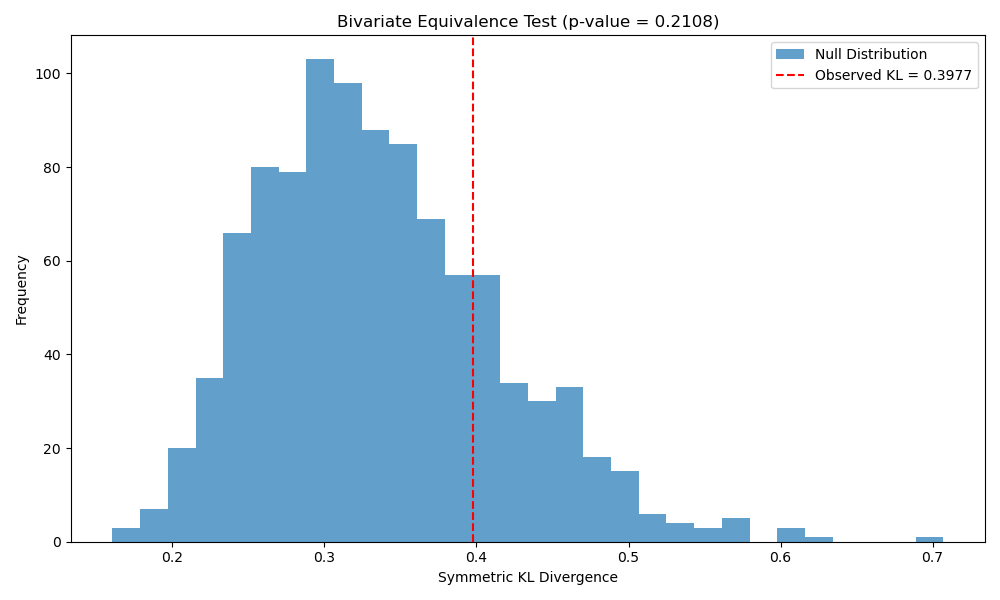 Bivariate Equivalence Test (p-value = 0.2108)
Null Distribution
Observed KL = 0.3977
Frequency
100
80
60
40
20
0
0.2 0.3 0.4 0.5 0.6 0.7
Symmetric KL Divergence